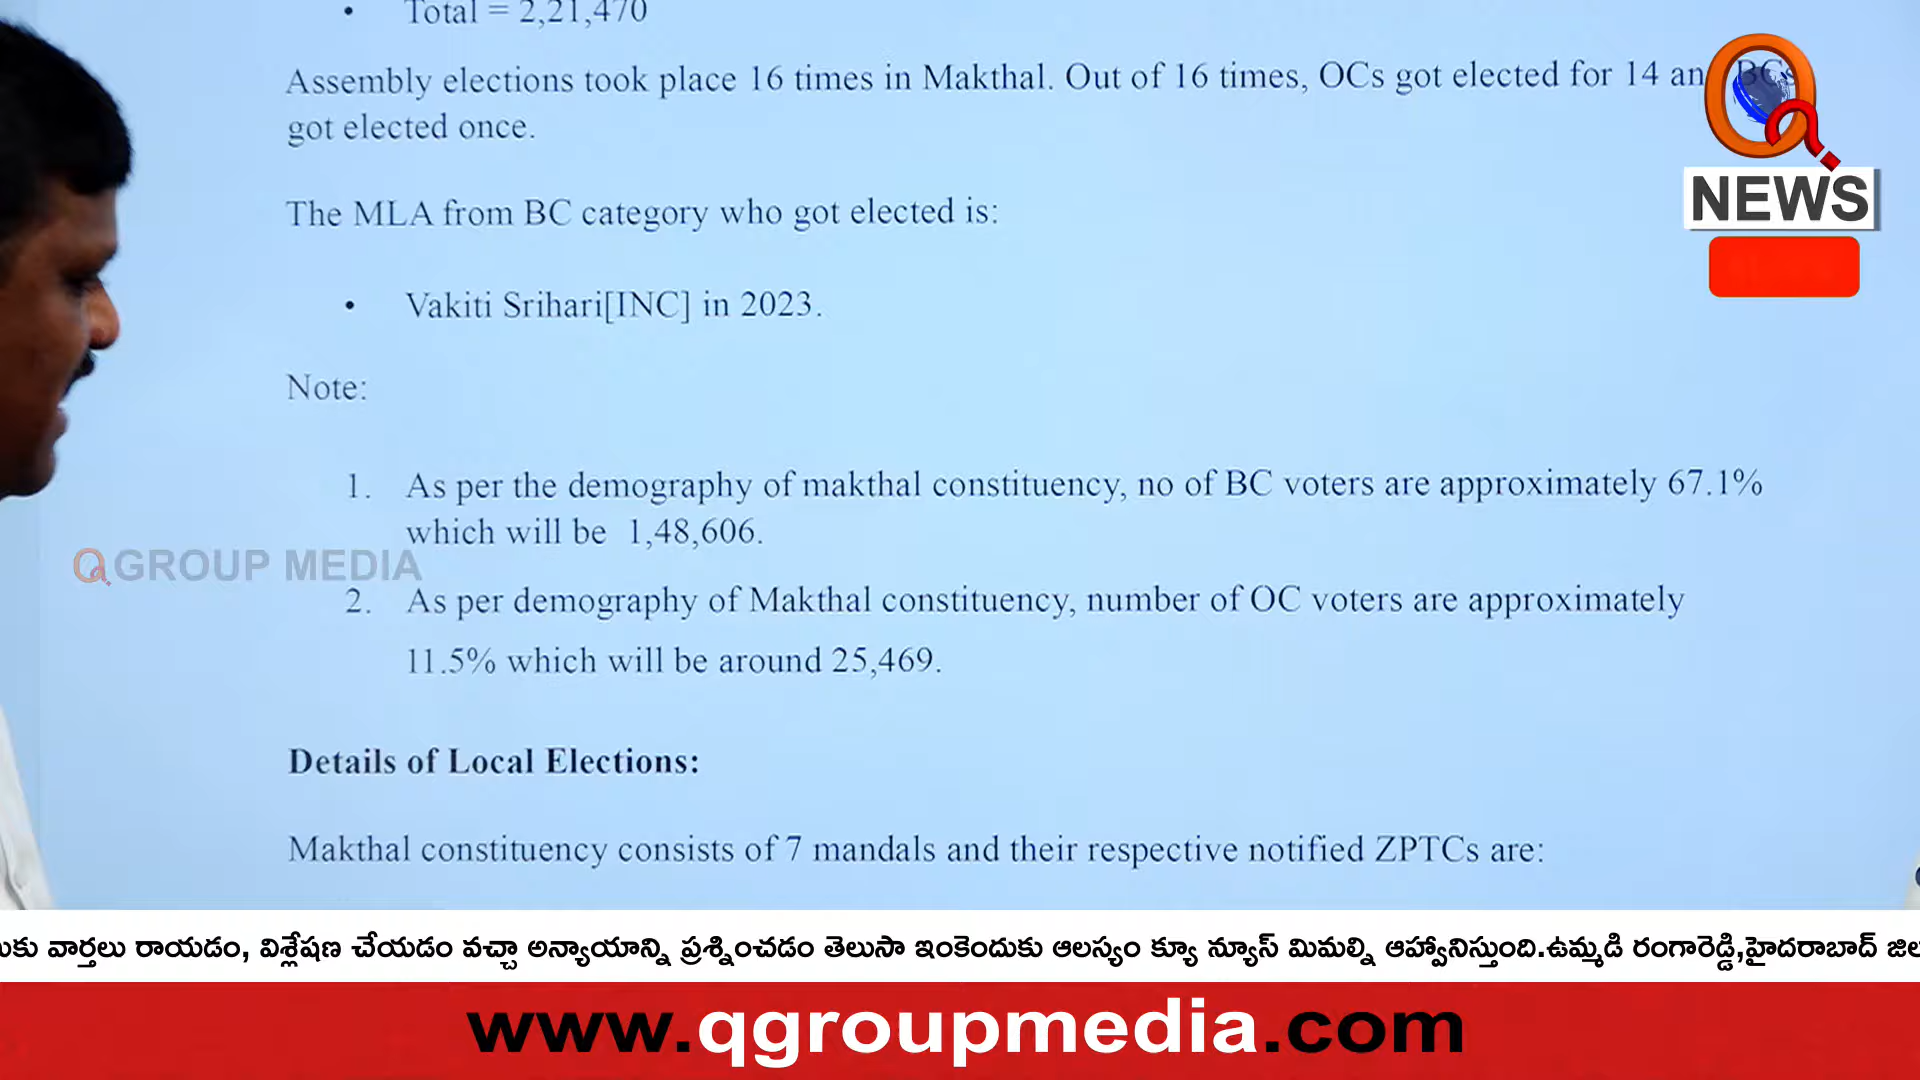 • Total = 2,21,470
Assembly elections took place 16 times in Makthal. Out of 16 times, OCs got elected for 14 an BCs
got elected once.
The MLA from BC category who got elected is:
• Vakiti Srihari[INC] in 2023.
Note:
1. As per the demography of makthal constituency, no of BC voters are approximately 67.1%
which will be 1,48,606.
2. As per demography of Makthal constituency, number of OC voters are approximately
11.5% which will be around 25,469.
Details of Local Elections:
Makthal constituency consists of 7 mandals and their respective notified ZPTCs are:
Q
NEWS
Q GROUP MEDIA
వార్తలు రాయడం, విశ్లేషణ చేయడం వచ్చా అన్యాయాన్ని ప్రశ్నించడం తెలుసా ఇంకెందుకు ఆలస్యం క్యూ న్యూస్ మిమల్ని ఆహ్వానిస్తుంది.ఉమ్మడి రంగారెడ్డి,హైదరాబాద్
www.qgroupmedia.com